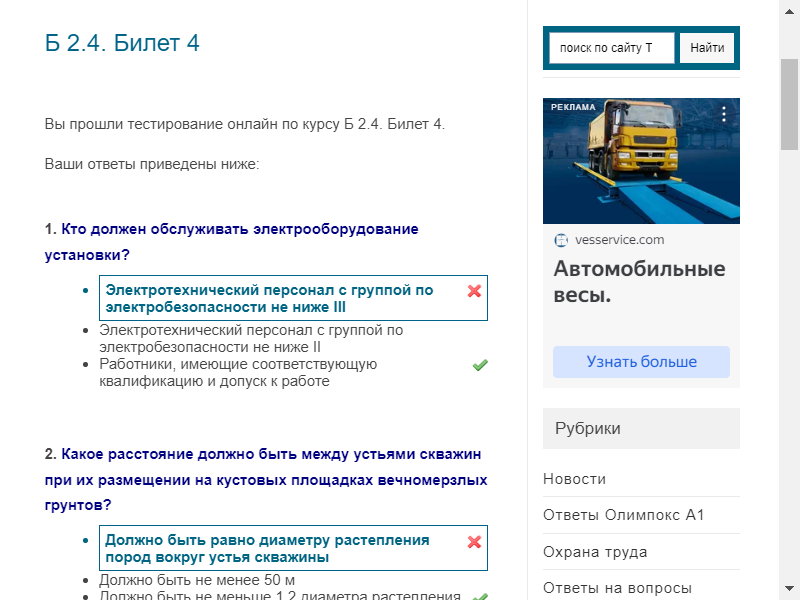 Б 2.4. Билет 4
Вы прошли тестирование онлайн по курсу Б 2.4. Билет 4.
Ваши ответы приведены ниже:
1. Кто должен обслуживать электрооборудование
установки?
Электротехнический персонал с группой по
электробезопасности не ниже III
Электротехнический персонал с группой по
электробезопасности не ниже II
Работники, имеющие соответствующую
квалификацию и допуск к работе
2. Какое расстояние должно быть между устьями скважин
при их размещении на кустовых площадках вечномерзлых
грунтов?
Должно быть равно диаметру растепления
пород вокруг устья скважины
Должно быть не менее 50 м
Должно быть не меньше 1,2 диаметра растепления
поиск по сайту Т
Найти
РЕКЛАМА
vesservice.com
Автомобильные
весы.
Узнать больше
Рубрики
Новости
Ответы Олимпокс А1
Охрана труда
Ответы на вопросы